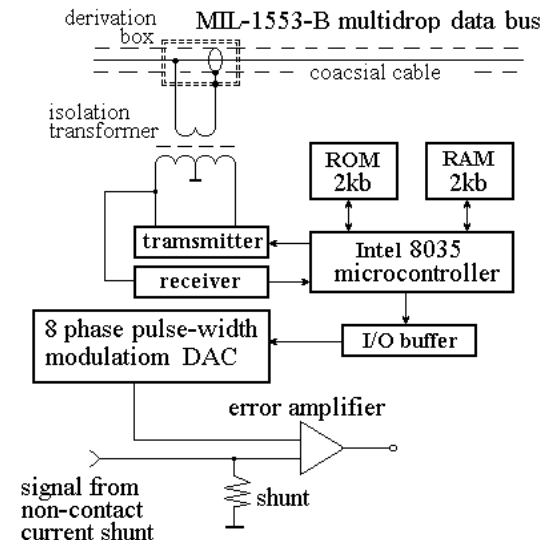 derivation
box
MIL-1553-B multidrop data bus
coacsial cable
isolation
transformer
ROM
2kb
RAM
2kb
tramsmitter
Intel 8035
microcontroller
receiver
8 phase pulse-width
modulatiom DAC
I/O buffer
error amplifier
signal from
non-contact
current shunt
shunt